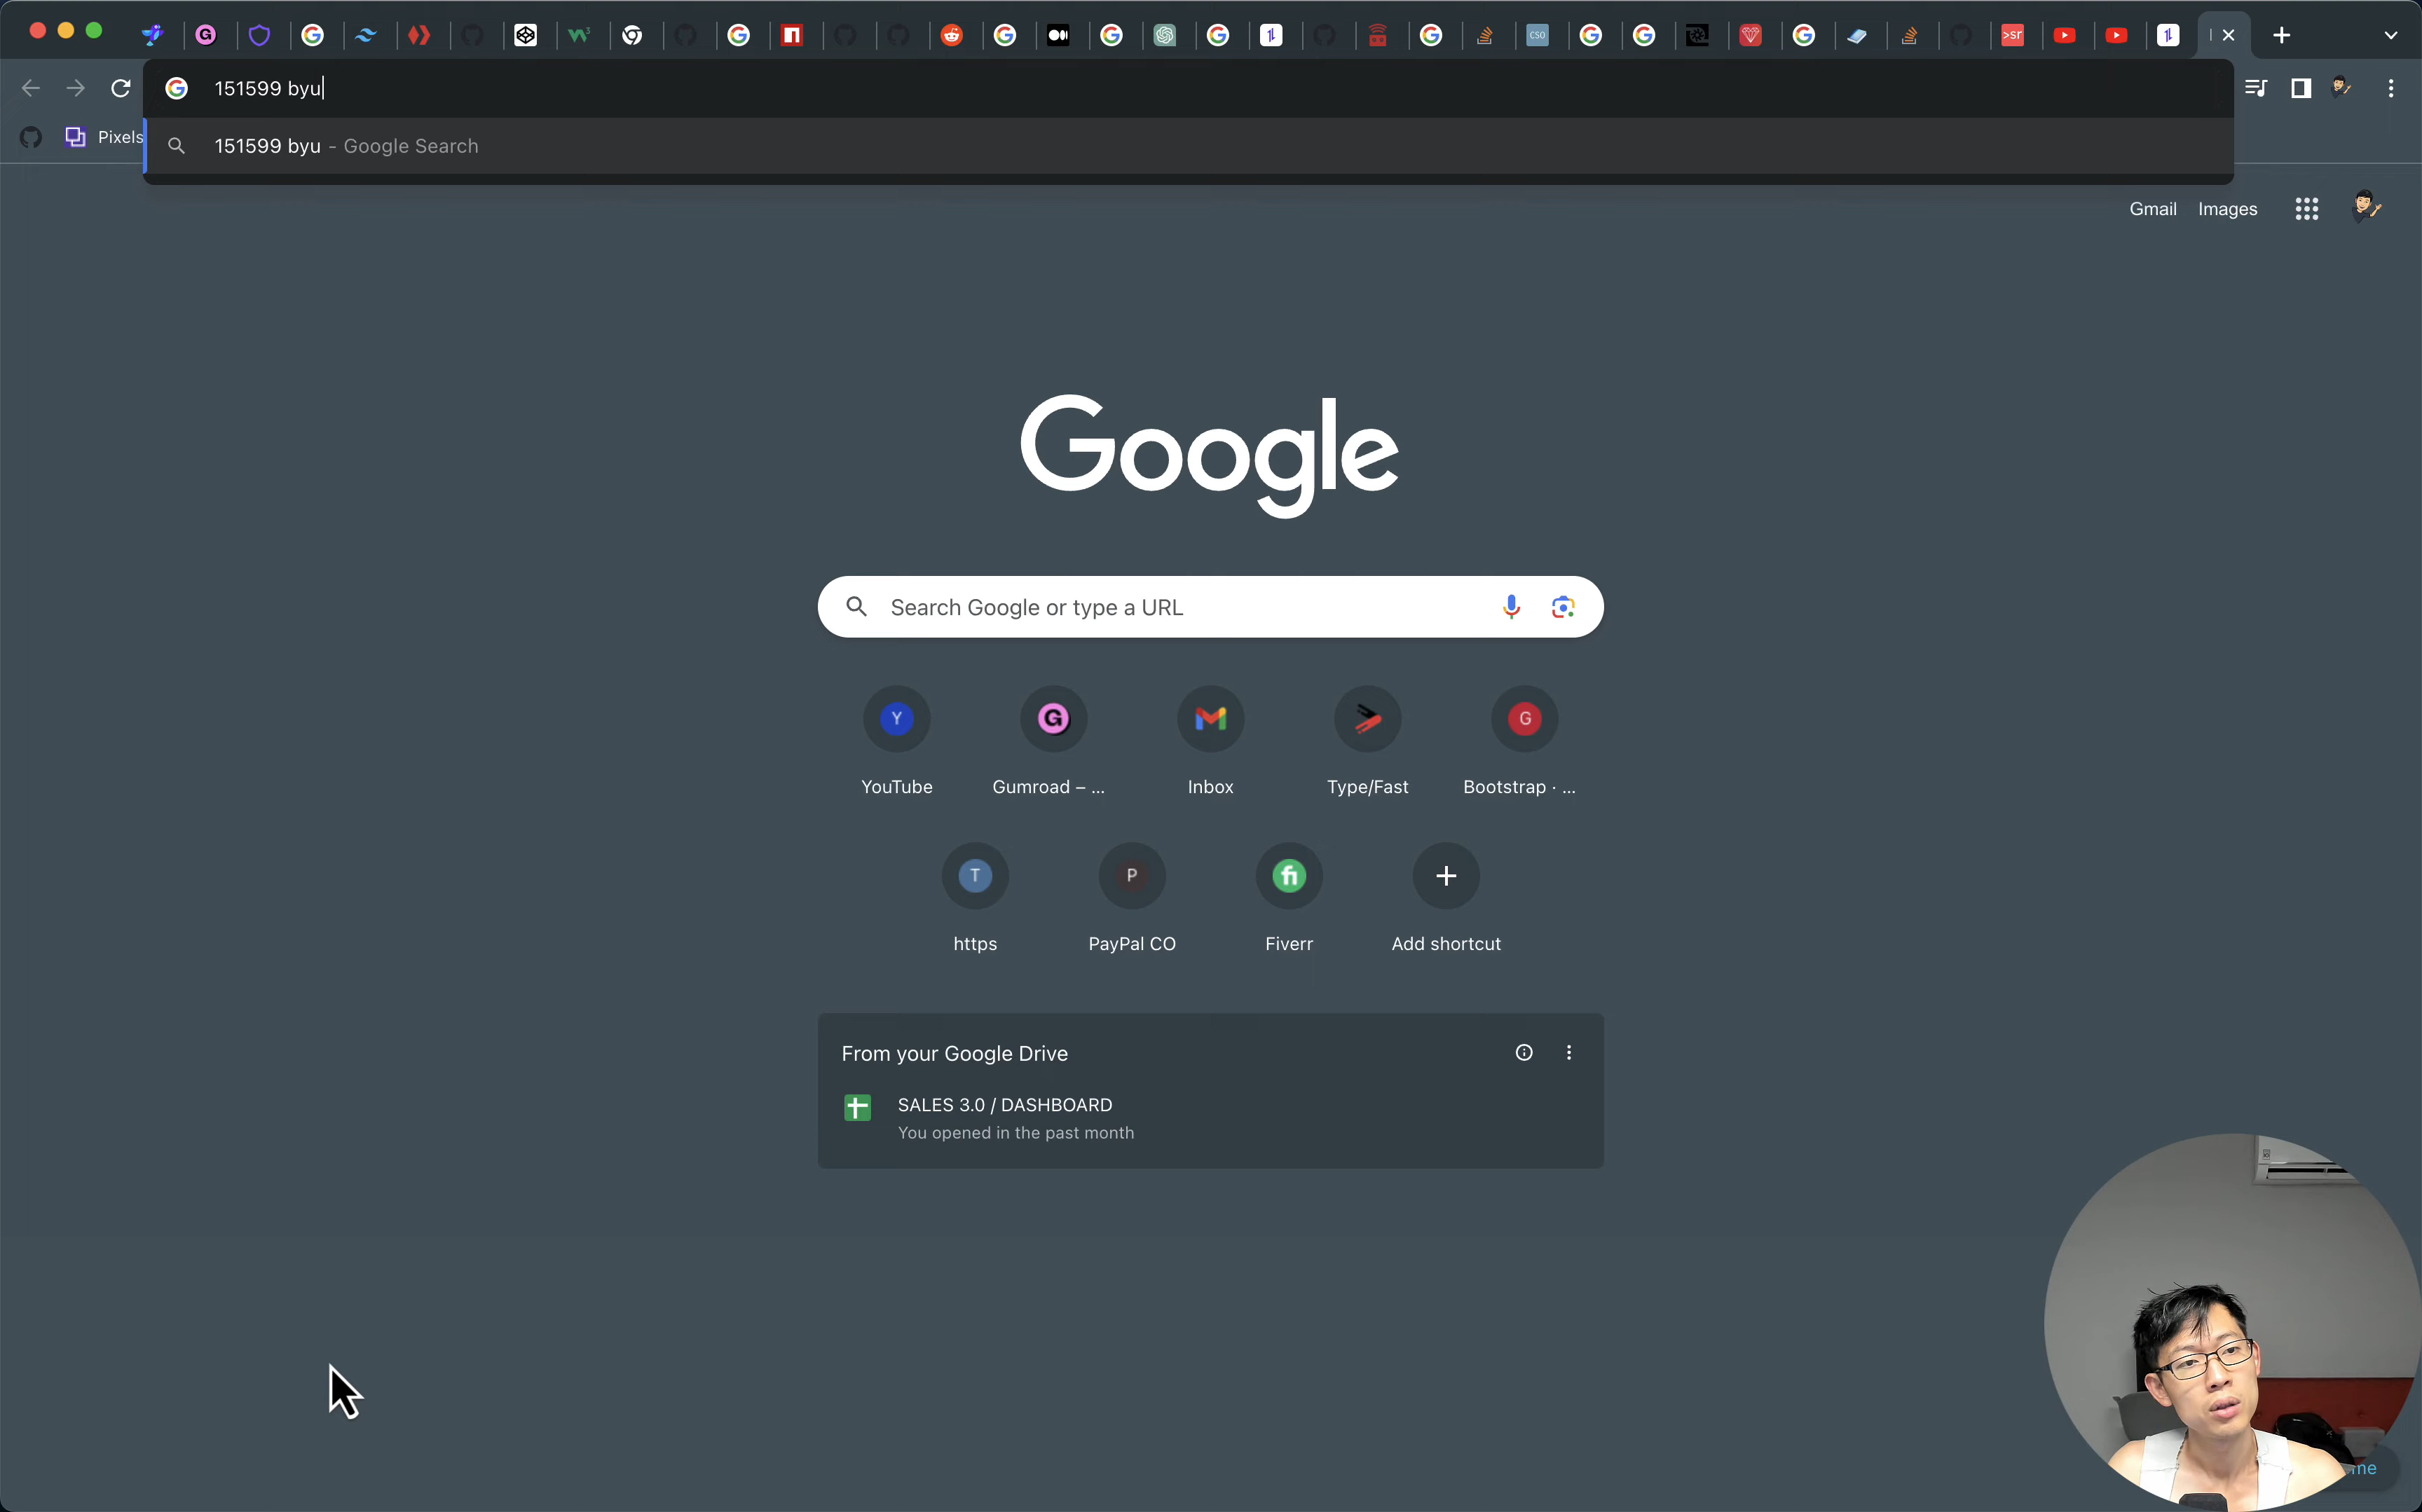 151599 byu
Pixels
151599 byu - Google Search
Gmail Images
Google
Search Google or type a URL
Y
G
G
YouTube
Gumroad – ...
Inbox
Type/Fast
Bootstrap · ...
T
P
fi
https
PayPal CO
Fiverr
Add shortcut
From your Google Drive
SALES 3.0 / DASHBOARD
You opened in the past month